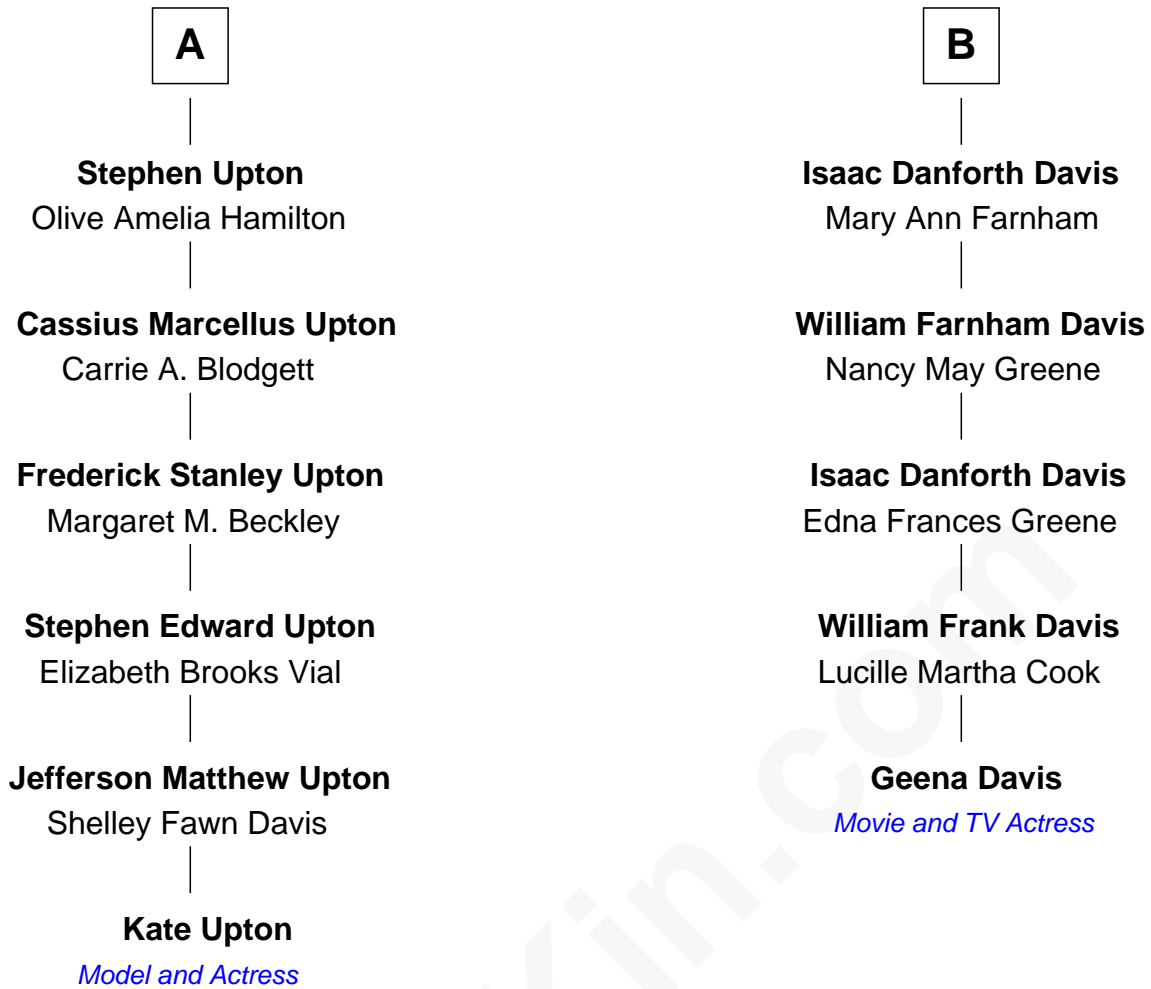 A
Stephen Upton
Olive Amelia Hamilton
Cassius Marcellus Upton
Carrie A. Blodgett
Frederick Stanley Upton
Margaret M. Beckley
Stephen Edward Upton
Elizabeth Brooks Vial
Jefferson Matthew Upton
Shelley Fawn Davis
Kate Upton
Model and Actress
B
Isaac Danforth Davis
Mary Ann Farnham
William Farnham Davis
Nancy May Greene
Isaac Danforth Davis
Edna Frances Greene
William Frank Davis
Lucille Martha Cook
Geena Davis
Movie and TV Actress
Kin.com